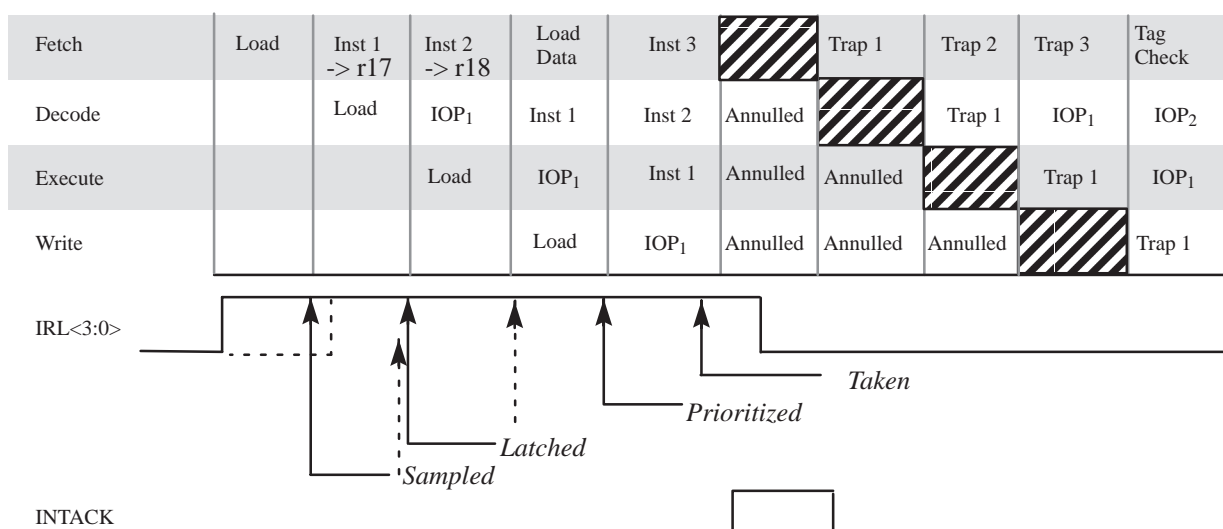 Fetch Load Inst 1 Inst 2 Load Inst 3 Trap 1 Trap 2 Trap 3 Tag
-> r17 -> r18 Data Check
Decode Load IOP1 Inst 1 Inst 2 Annulled Trap 1 IOP1 IOP2
Execute Load IOP1 Inst 1 Annulled Annulled Trap 1 IOP1
Write Load IOP1 Annulled Annulled Annulled Trap 1
IRL<3:0>
Taken
Prioritized
Latched
Sampled
INTACK